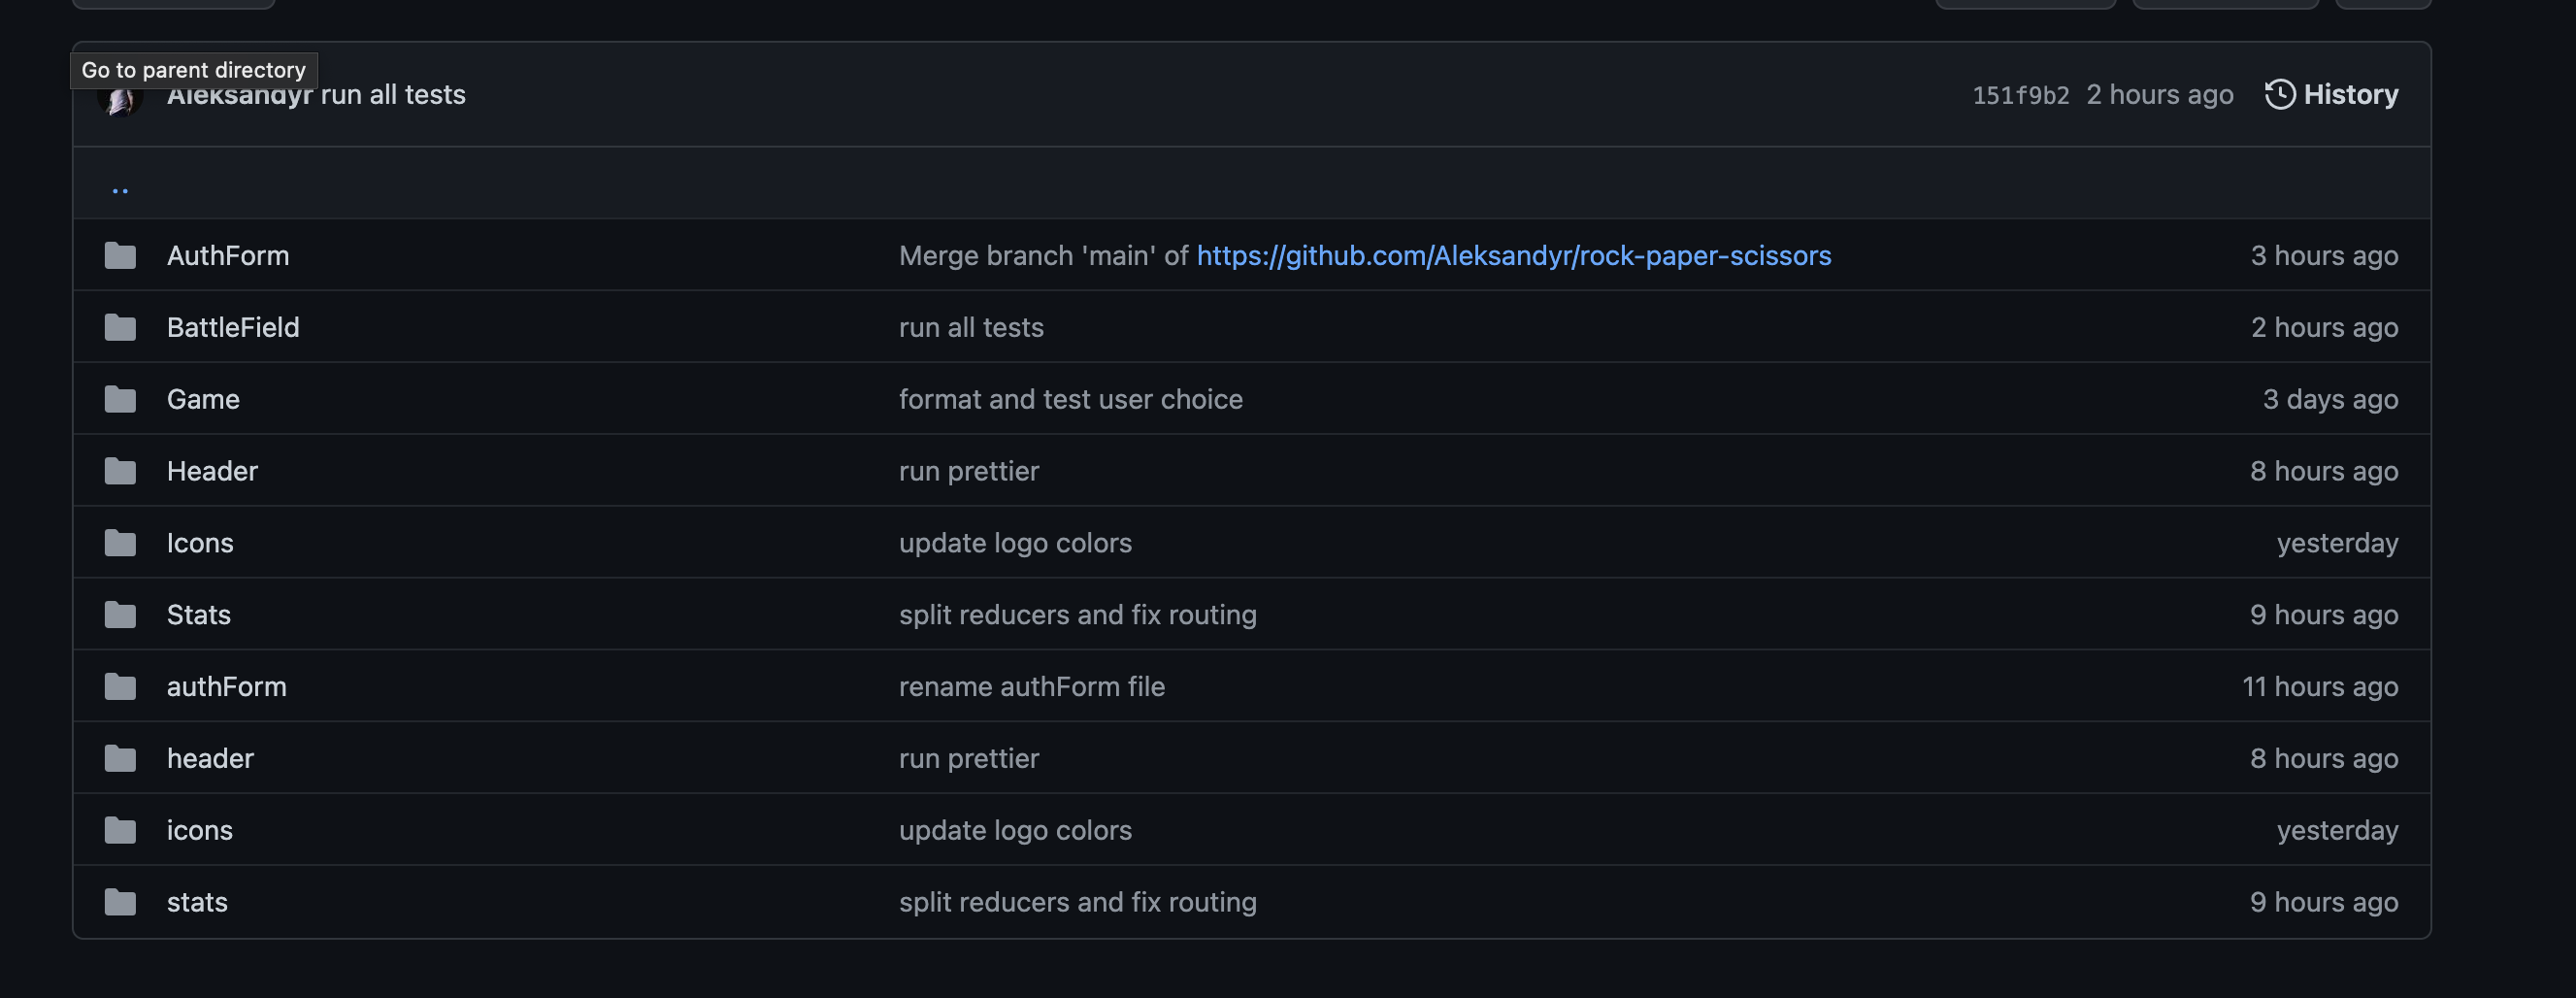 Go to parent directory
Aleksandyr run all tests 151f9b2 2 hours ago History
..
AuthForm Merge branch 'main' of https://github.com/Aleksandyr/rock-paper-scissors 3 hours ago
BattleField run all tests 2 hours ago
Game format and test user choice 3 days ago
Header run prettier 8 hours ago
Icons update logo colors yesterday
Stats split reducers and fix routing 9 hours ago
authForm rename authForm file 11 hours ago
header run prettier 8 hours ago
icons update logo colors yesterday
stats split reducers and fix routing 9 hours ago